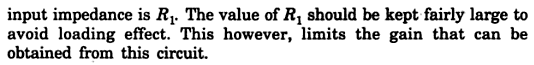 input impedance is R₁. The value of R₁ should be kept fairly large to
avoid loading effect. This however, limits the gain that can be
obtained from this circuit.